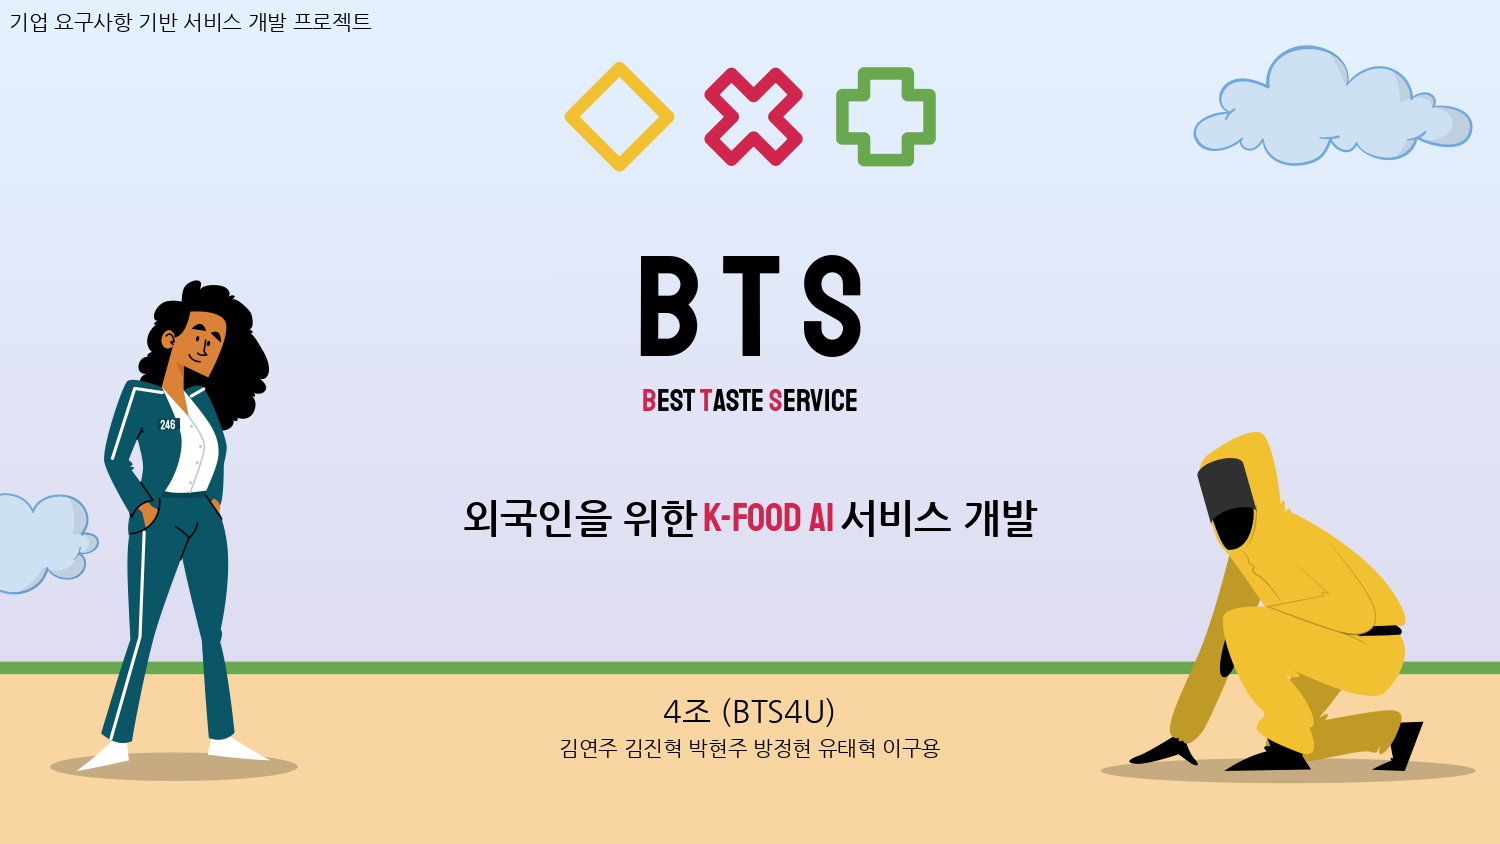 기업 요구사항 기반 서비스 개발 프로젝트
BTS
BEST TASTE SERVICE
246
외국인을 위한 K-FOOD AI 서비스 개발
4조 (BTS4U)
김연주 김진혁 박현주 방정현 유태혁 이구용